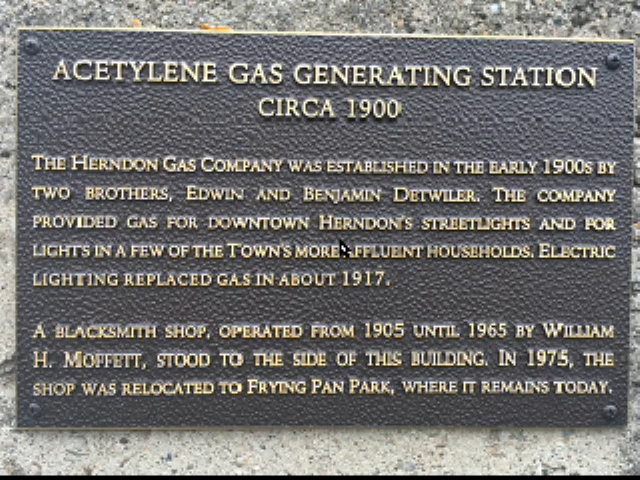 ACETYLENE GAS GENERATING STATION
CIRCA 1900
THE HERNDON GAS COMPANY WAS ESTABLISHED IN THE EARLY 1900S BY
TWO BROTHERS, EDWIN AND BENJAMIN DETWILER. THE COMPANY
PROVIDED GAS FOR DOWNTOWN HERNDON'S STREETLIGHTS AND FOR
LIGHTS IN A FEW OF THE TOWN'S MORE AFFLUENT HOUSEHOLDS. ELECTRIC
LIGHTING REPLACED GAS IN ABOUT 1917.
A BLACKSMITH SHOP, OPERATED FROM 1905 UNTIL 1965 BY WILLIAM
H. MOFFETT, STOOD TO THE SIDE OF THIS BUILDING. IN 1975, THE
SHOP WAS RELOCATED TO FRYING PAN PARK, WHERE IT REMAINS TODAY.